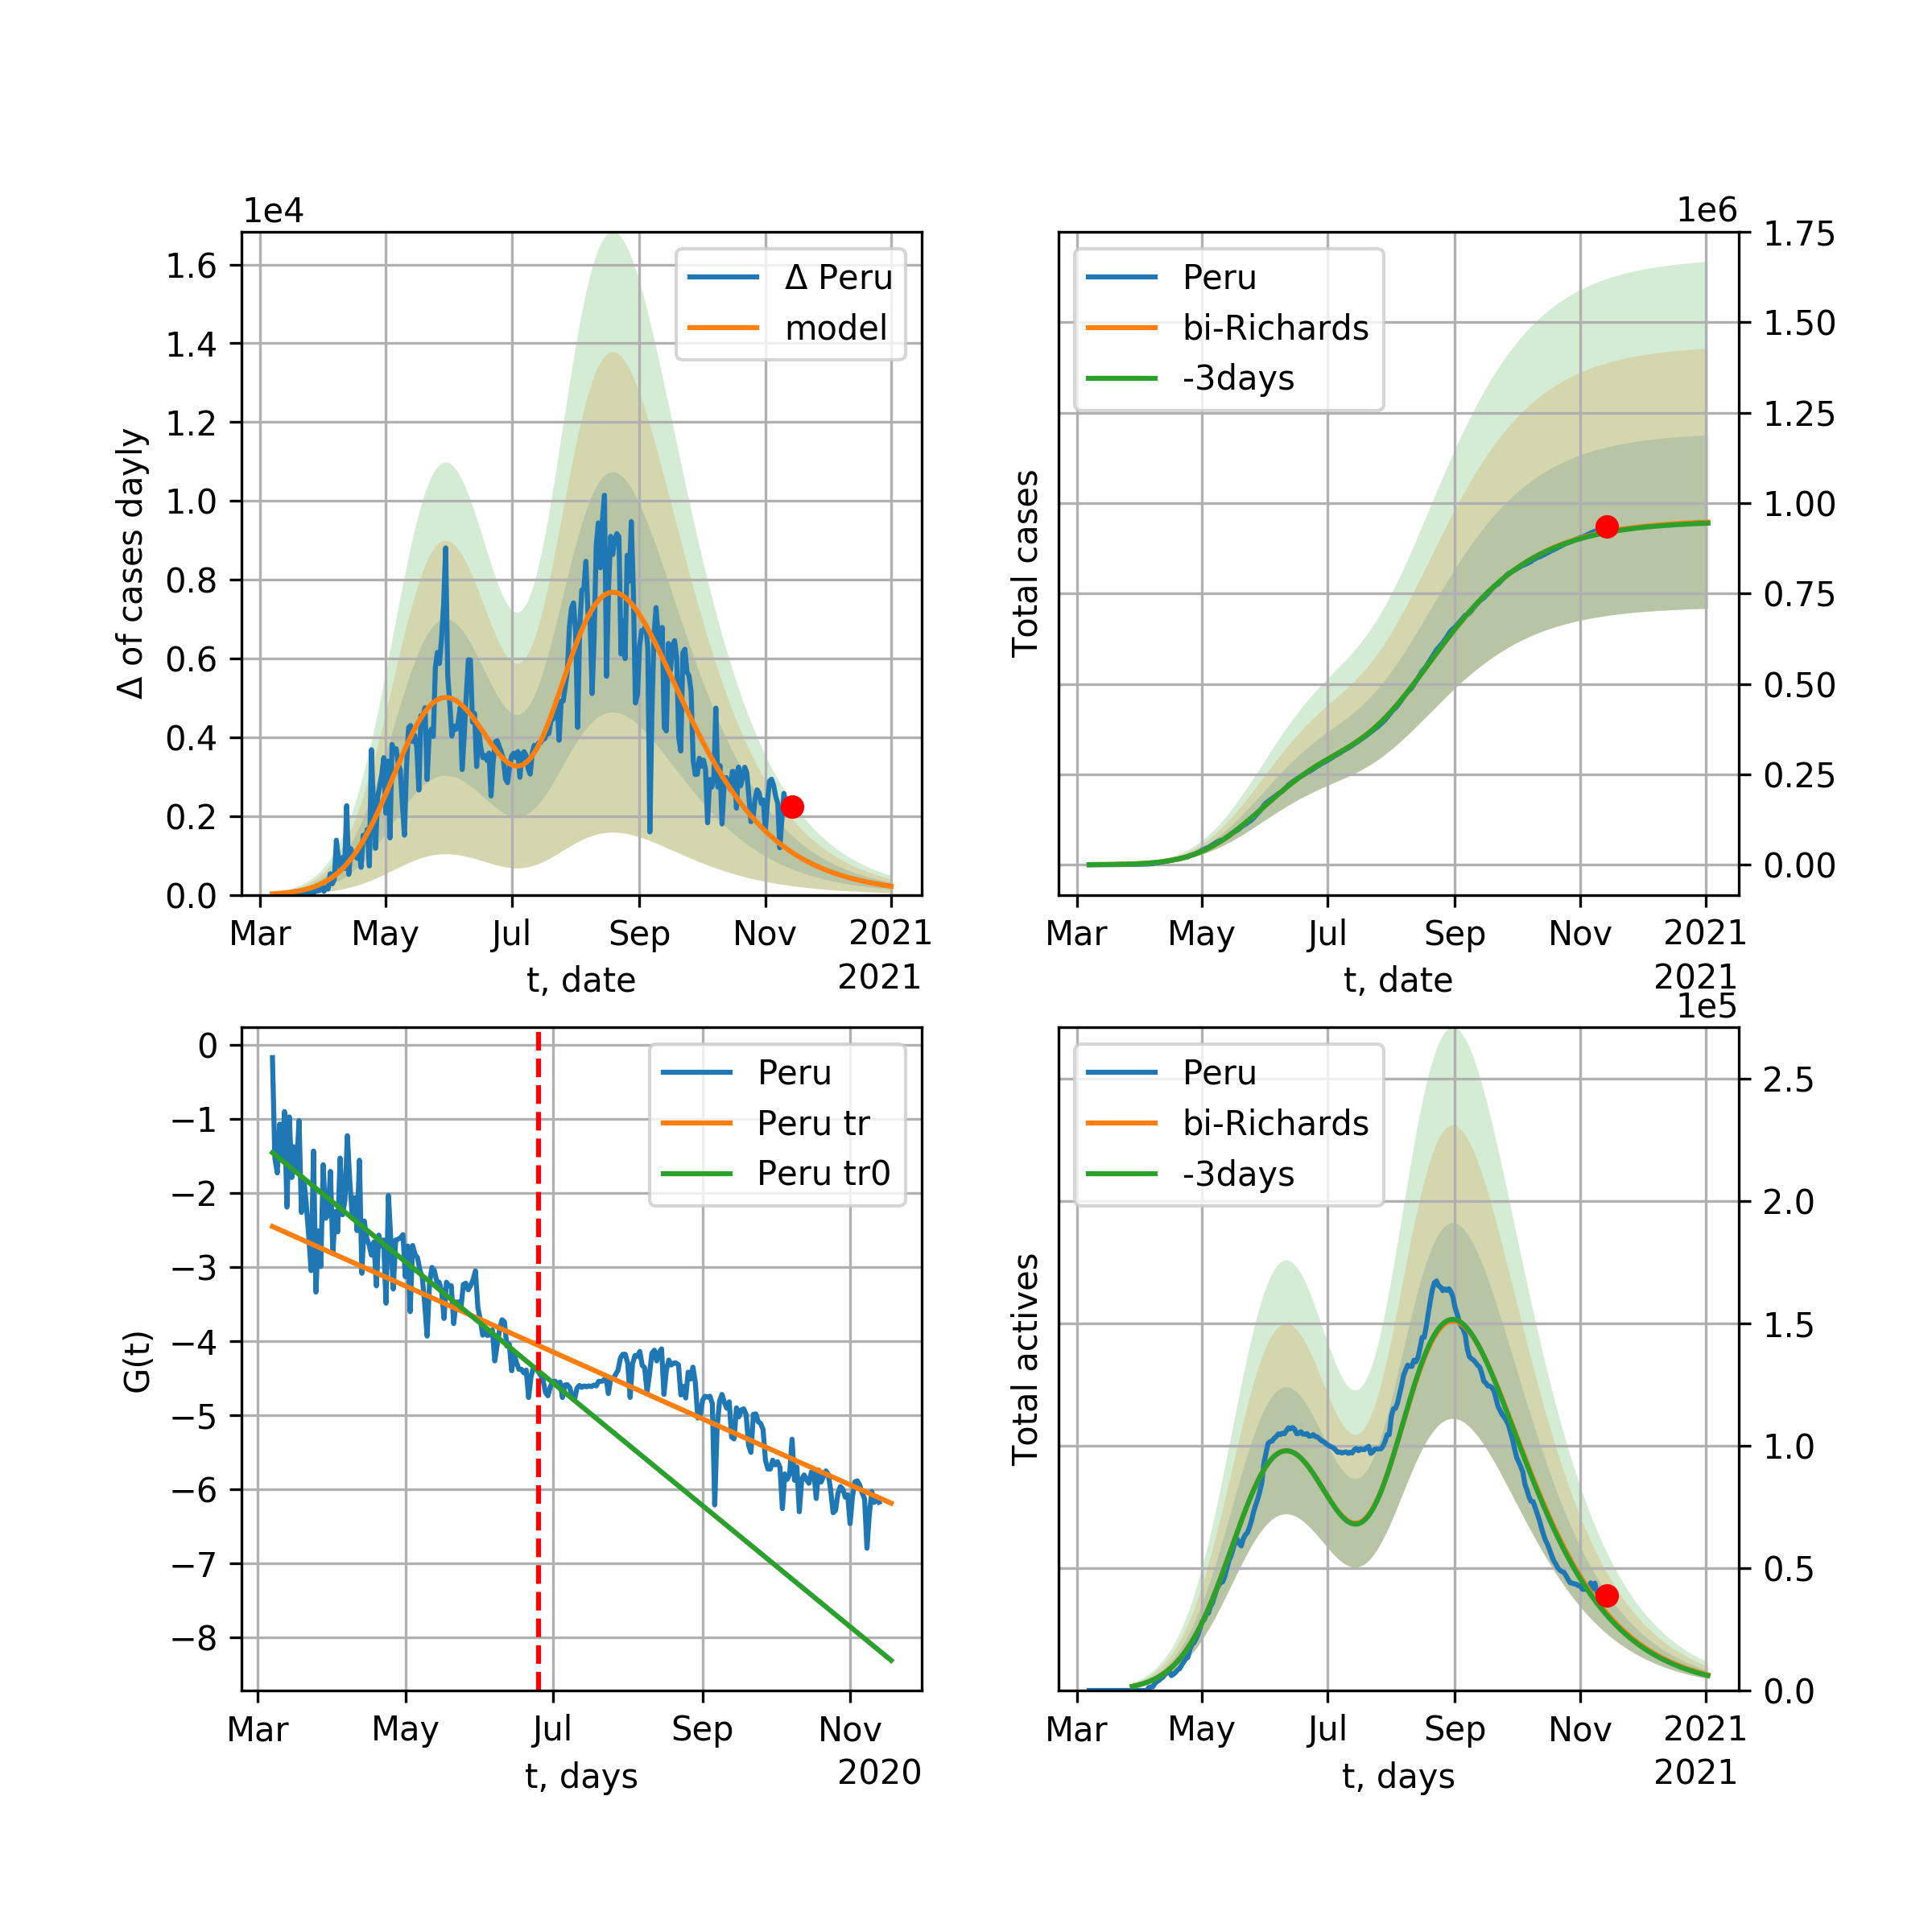 1e4
Δ of cases dayly
1.6
1.4
1.2
1.0
0.8
0.6
0.4
0.2
0.0
Δ Peru
model
Mar May Jul Sep Nov 2021
t, date 2021
1e6
Total cases
Peru
bi-Richards
-3days
1.75
1.50
1.25
1.00
0.75
0.50
0.25
0.00
Mar May Jul Sep Nov 2021
t, date 2021
G(t)
0
−1
−2
−3
−4
−5
−6
−7
−8
Peru
Peru tr
Peru tr0
Mar May Jul Sep Nov
t, days 2020
1e5
Total actives
Peru
bi-Richards
-3days
2.5
2.0
1.5
1.0
0.5
0.0
Mar May Jul Sep Nov 2021
t, days 2021